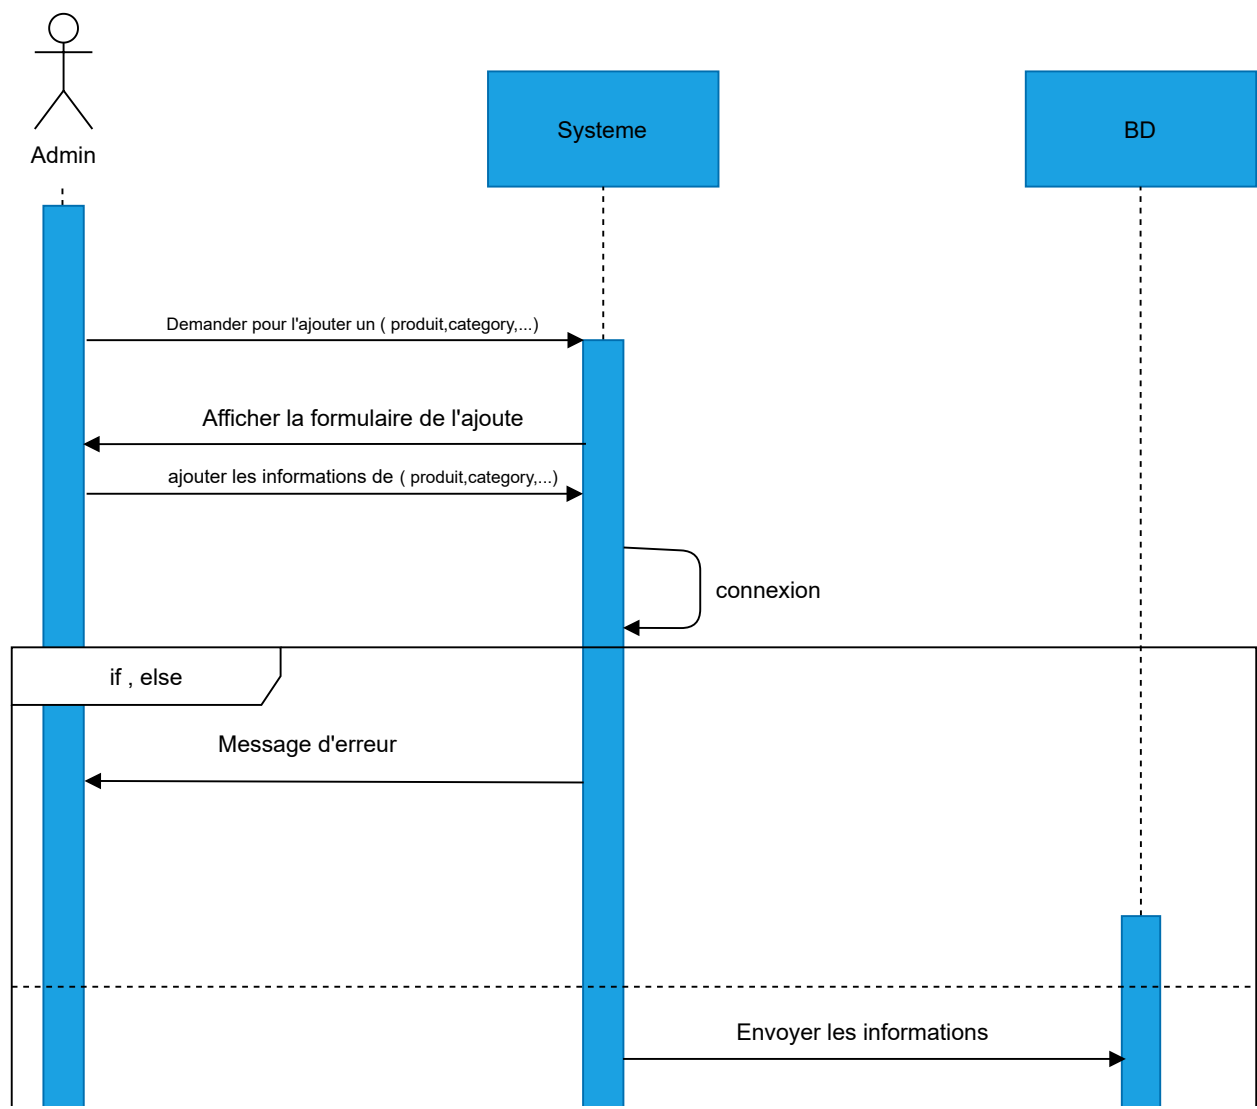 Admin
Systeme
BD
Demander pour l'ajouter un ( produit,category,...)
Afficher la formulaire de l'ajoute
ajouter les informations de ( produit,category,...)
connexion
if , else
Message d'erreur
Envoyer les informations